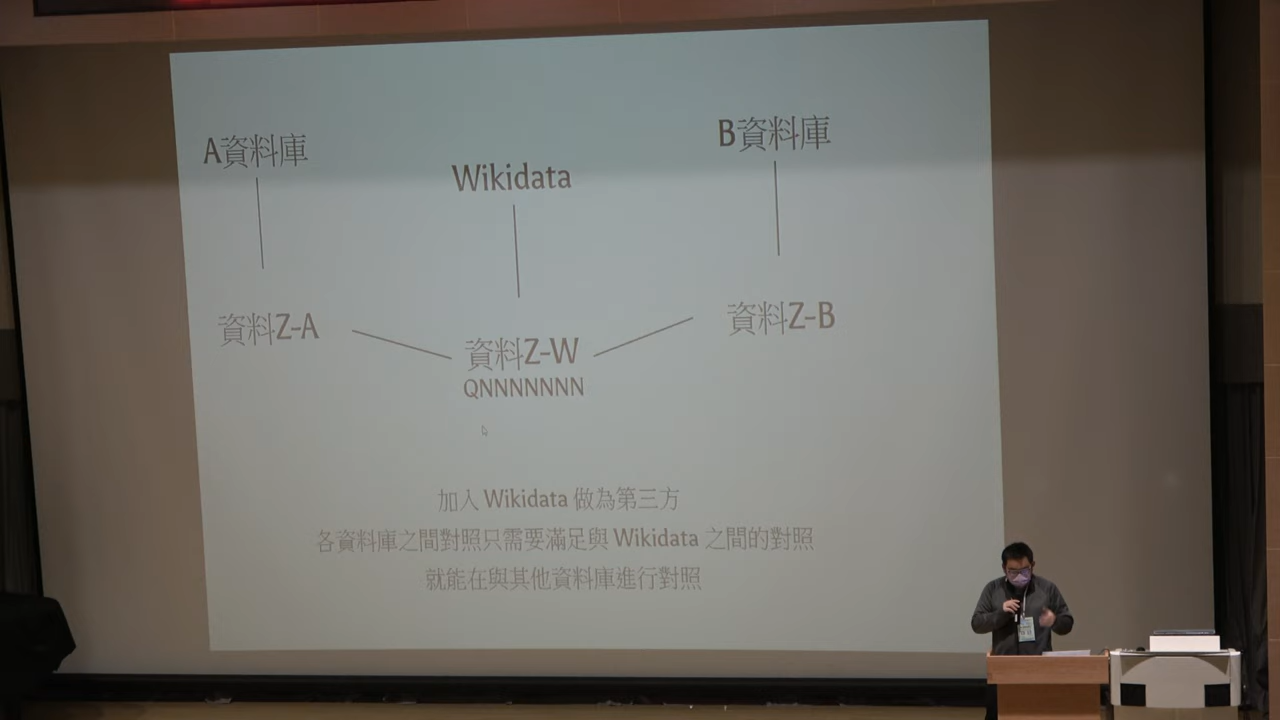 A資料庫
Wikidata
B資料庫
資料Z-A
資料Z-W
QNNNNNNN
資料Z-B
加入 Wikidata 做為第三方
各資料庫之間對照只需要滿足與 Wikidata 之間的對照
就能在與其他資料庫進行對照